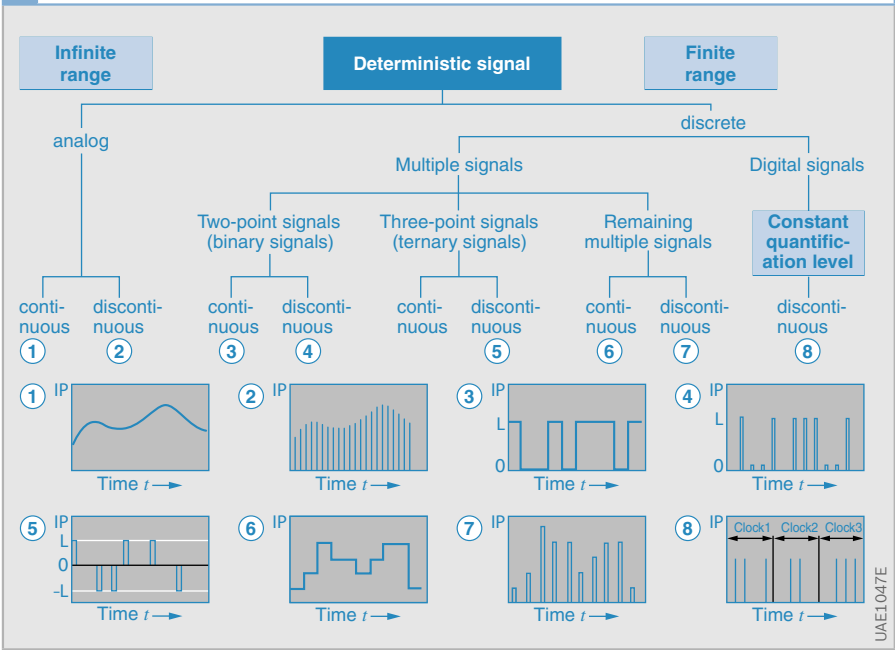 Infinite
range
Deterministic signal
Finite
range
analog
discrete
Multiple signals
Digital signals
Two-point signals
(binary signals)
Three-point signals
(ternary signals)
Remaining
multiple signals
Constant
quantific-
ation level
conti-
nuous
1
disconti-
nuous
2
conti-
nuous
3
disconti-
nuous
4
conti-
nuous
disconti-
nuous
5
conti-
nuous
6
disconti-
nuous
7
disconti-
nuous
8
1
IP
Time t
2
IP
Time t
3
IP
L
0
Time t
4
IP
L
0
Time t
5
IP
L
0
–L
Time t
6
IP
Time t
7
IP
Time t
8
IP
Clock1 Clock2 Clock3
Time t
UAE1047E